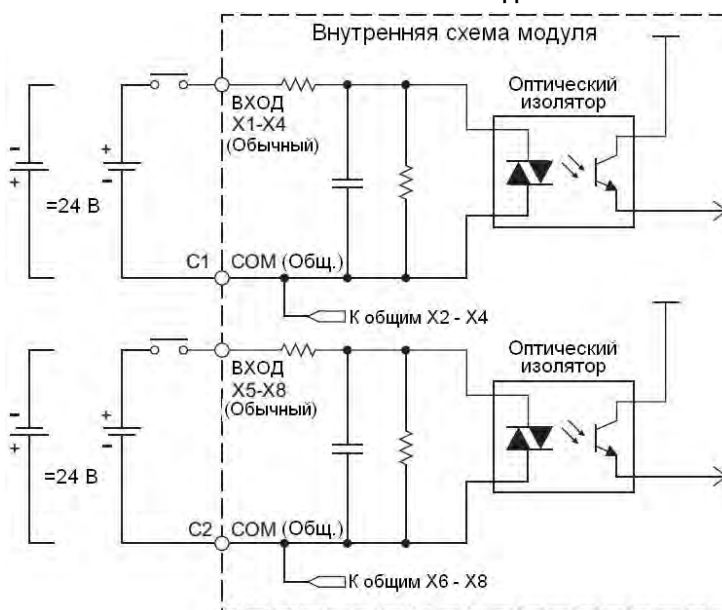 Внутренняя схема модуля
Оптический
изолятор
ВХОД
X1-X4
(Обычный)
-
+
+
-
=24 В
C1
COM (Общ.)
К общим X2 - X4
Оптический
изолятор
ВХОД
X5-X8
(Обычный)
-
+
+
-
=24 В
C2
COM (Общ.)
К общим X6 - X8